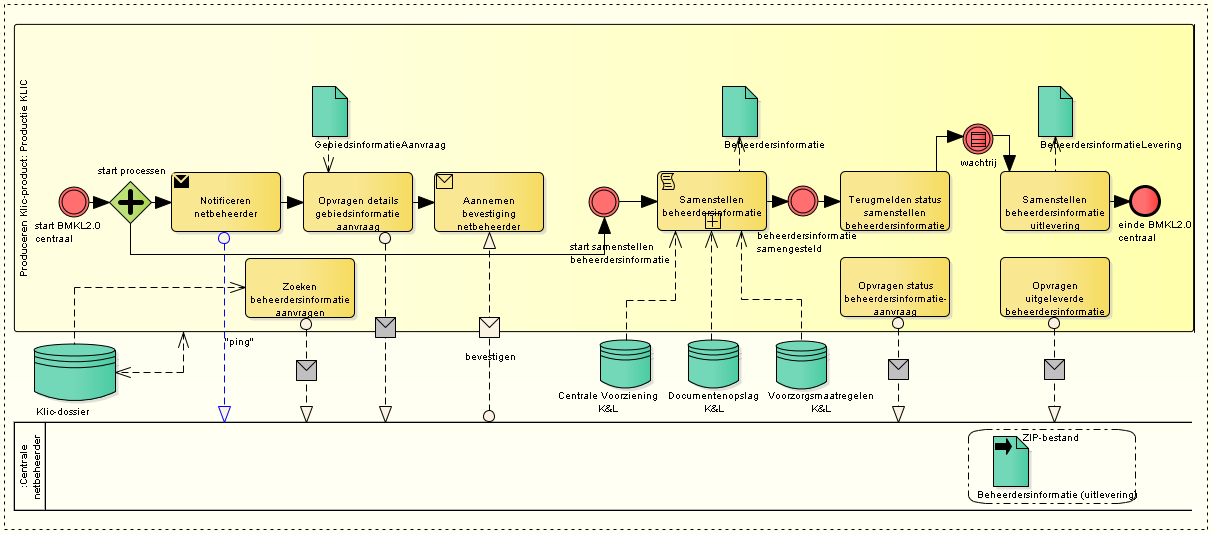 Produceren Klic-product: Productie KLIC
GebiedsinformatieAanvraag
Beheerdersinformatie
BeheerdersinformatieLevering
wachtrij
start processen
start BMKL2.0
centraal
Notificeren
netbeheerder
Opvragen details
gebiedsinformatie
aanvraag
Aannemen
bevestiging
netbeheerder
start samenstellen
beheerdersinformatie
Samenstellen
beheerdersinformatie
beheerdersinformatie
samengesteld
Terugmelden status
samenstellen
beheerdersinformatie
Samenstellen
beheerdersinformatie
uitlevering
einde BMKL2.0
centraal
Zoeken
beheerdersinformatie
aanvragen
Opvragen status
beheerdersinformatie-
aanvraag
Opvragen
uitgeleverde
beheerdersinformatie
"ping"
bevestigen
Klic-dossier
Centrale Voorziening
K&L
Documentenopslag
K&L
Voorzorgsmaatregelen
K&L
:Centrale
netbeheerder
ZIP-bestand
Beheerdersinformatie (uitlevering)